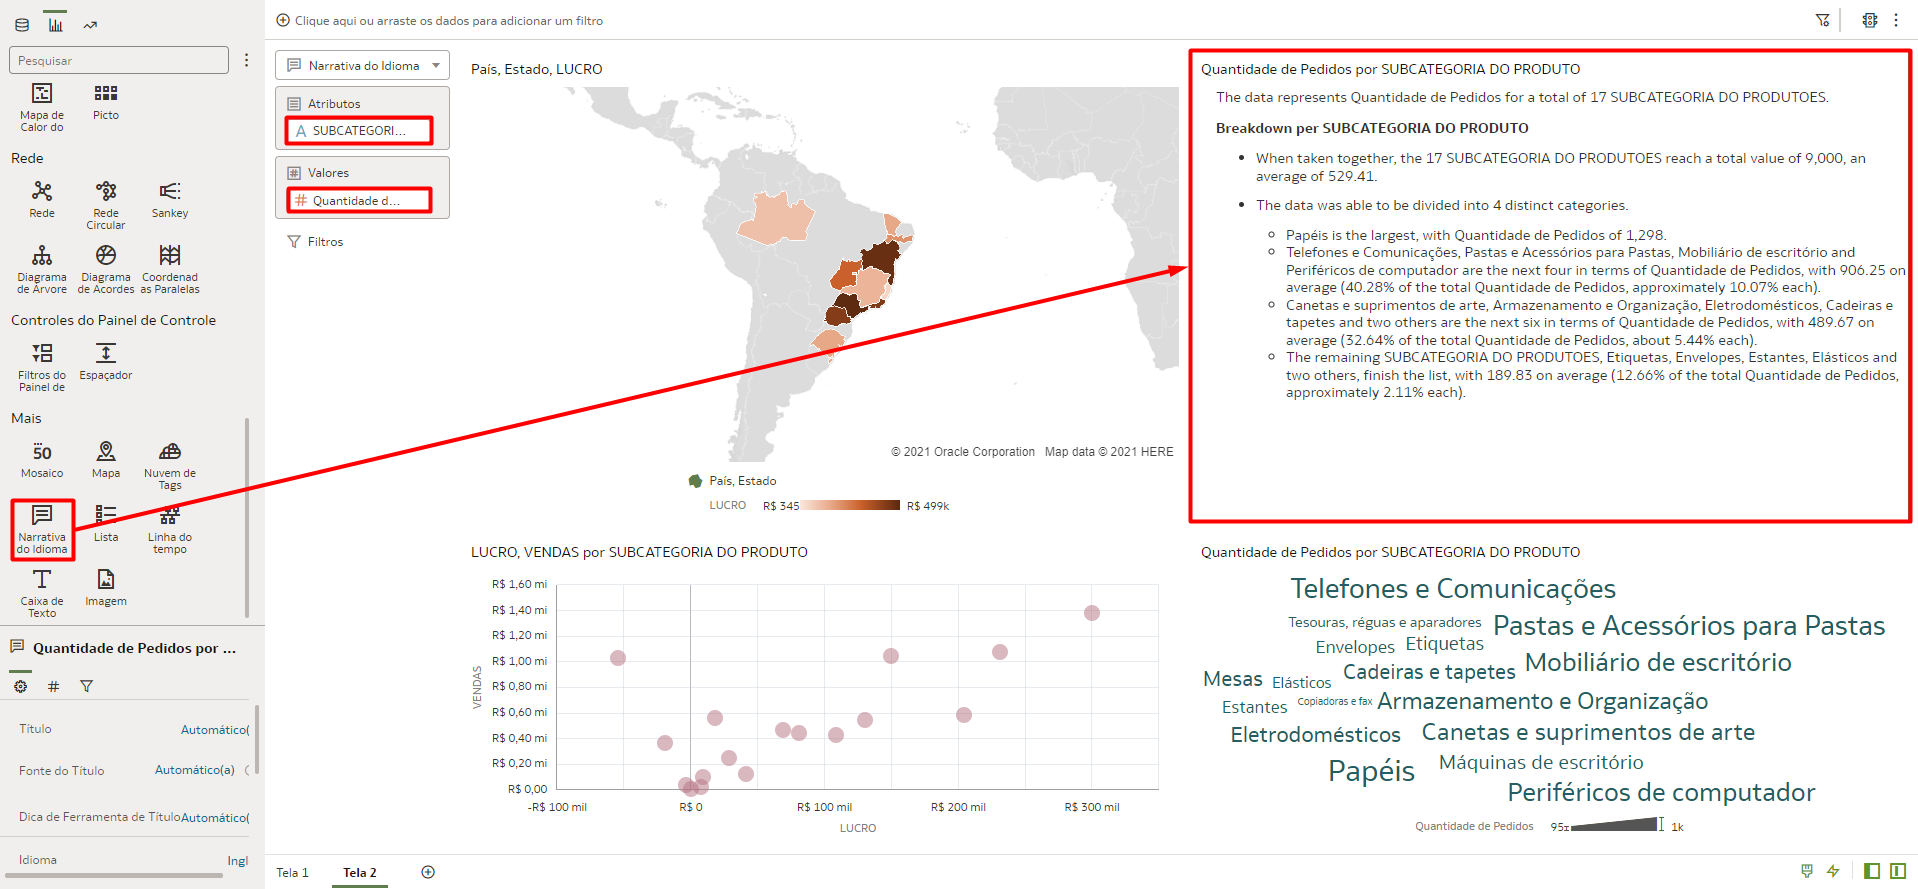 Pesquisar
Mapa de
Calor do
Picto
Rede
Rede
Rede
Circular
Sankey
Diagrama
de Árvore
Diagrama
de Acordes
Coordenad
as Paralelas
Controles do Painel de Controle
Filtros do
Painel de
Espaçador
Mais
50
Mosaico
Mapa
Nuvem de
Tags
Narrativa
do Idioma
Lista
Linha do
tempo
Caixa de
Texto
Imagem
Quantidade de Pedidos por ...
Título
Automático(
Fonte do Título
Automático(a)
Dica de Ferramenta de Título
Automático(
Idioma
Ingl
Clique aqui ou arraste os dados para adicionar um filtro
Narrativa do Idioma
Atributos
A SUBCATEGORI...
Valores
# Quantidade d...
Filtros
País, Estado, LUCRO
© 2021 Oracle Corporation Map data © 2021 HERE
País, Estado
LUCRO R$ 345 R$ 499k
Quantidade de Pedidos por SUBCATEGORIA DO PRODUTO
The data represents Quantidade de Pedidos for a total of 17 SUBCATEGORIA DO PRODUTOES.
Breakdown per SUBCATEGORIA DO PRODUTO
When taken together, the 17 SUBCATEGORIA DO PRODUTOES reach a total value of 9,000, an
average of 529.41.
The data was able to be divided into 4 distinct categories.
Papéis is the largest, with Quantidade de Pedidos of 1,298.
Telefones e Comunicações, Pastas e Acessórios para Pastas, Mobiliário de escritório and
Periféricos de computador are the next four in terms of Quantidade de Pedidos, with 906.25 on
average (40.28% of the total Quantidade de Pedidos, approximately 10.07% each).
Canetas e suprimentos de arte, Armazenamento e Organização, Eletrodomésticos, Cadeiras e
tapetes and two others are the next six in terms of Quantidade de Pedidos, with 489.67 on
average (32.64% of the total Quantidade de Pedidos, about 5.44% each).
The remaining SUBCATEGORIA DO PRODUTOES, Etiquetas, Envelopes, Estantes, Elásticos and
two others, finish the list, with 189.83 on average (12.66% of the total Quantidade de Pedidos,
approximately 2.11% each).
LUCRO, VENDAS por SUBCATEGORIA DO PRODUTO
R$ 1,60 mi
R$ 1,40 mi
R$ 1,20 mi
R$ 1,00 mi
R$ 0,80 mi
R$ 0,60 mi
R$ 0,40 mi
R$ 0,20 mi
R$ 0,00
VENDAS
-R$ 100 mil R$ 0 R$ 100 mil R$ 200 mil R$ 300 mil
LUCRO
Quantidade de Pedidos por SUBCATEGORIA DO PRODUTO
Telefones e Comunicações
Tesouras, réguas e aparadores
Pastas e Acessórios para Pastas
Envelopes
Etiquetas
Mobiliário de escritório
Cadeiras e tapetes
Mesas
Elásticos
Estantes
Copiadoras e fax
Armazenamento e Organização
Eletrodomésticos
Canetas e suprimentos de arte
Papéis
Máquinas de escritório
Periféricos de computador
Quantidade de Pedidos 95 1k
Tela 1
Tela 2